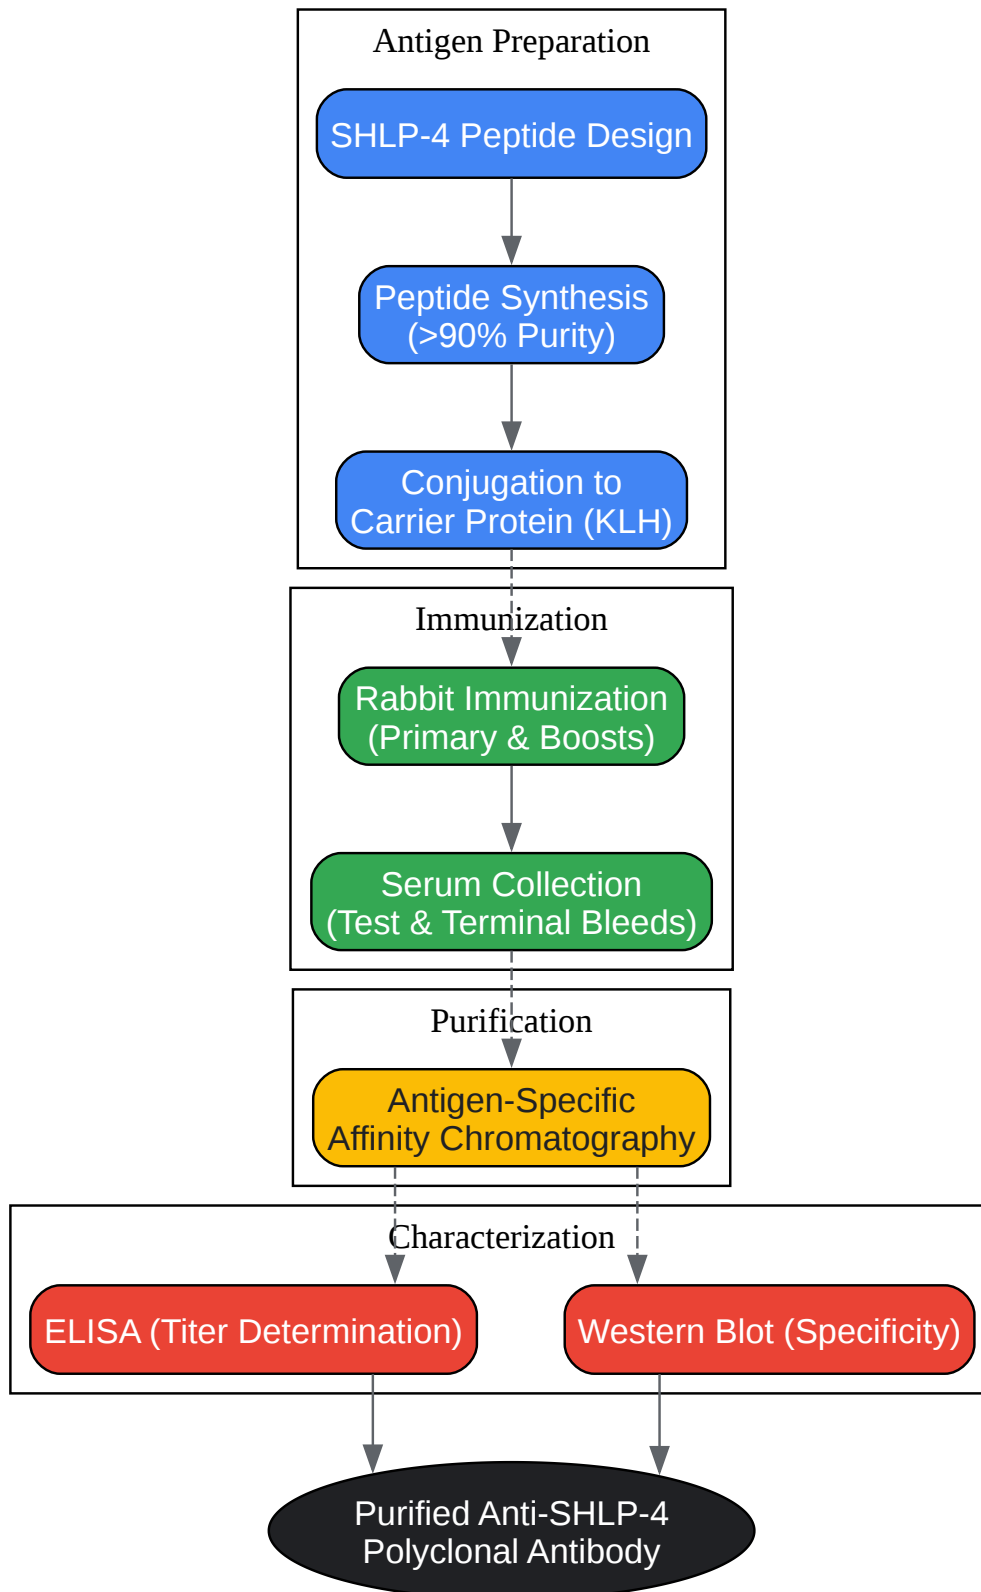 Antigen Preparation
SHLP-4 Peptide Design
Peptide Synthesis
(>90% Purity)
Conjugation to
Carrier Protein (KLH)
Immunization
Rabbit Immunization
(Primary & Boosts)
Serum Collection
(Test & Terminal Bleeds)
Purification
Antigen-Specific
Affinity Chromatography
Characterization
ELISA (Titer Determination)
Western Blot (Specificity)
Purified Anti-SHLP-4
Polyclonal Antibody